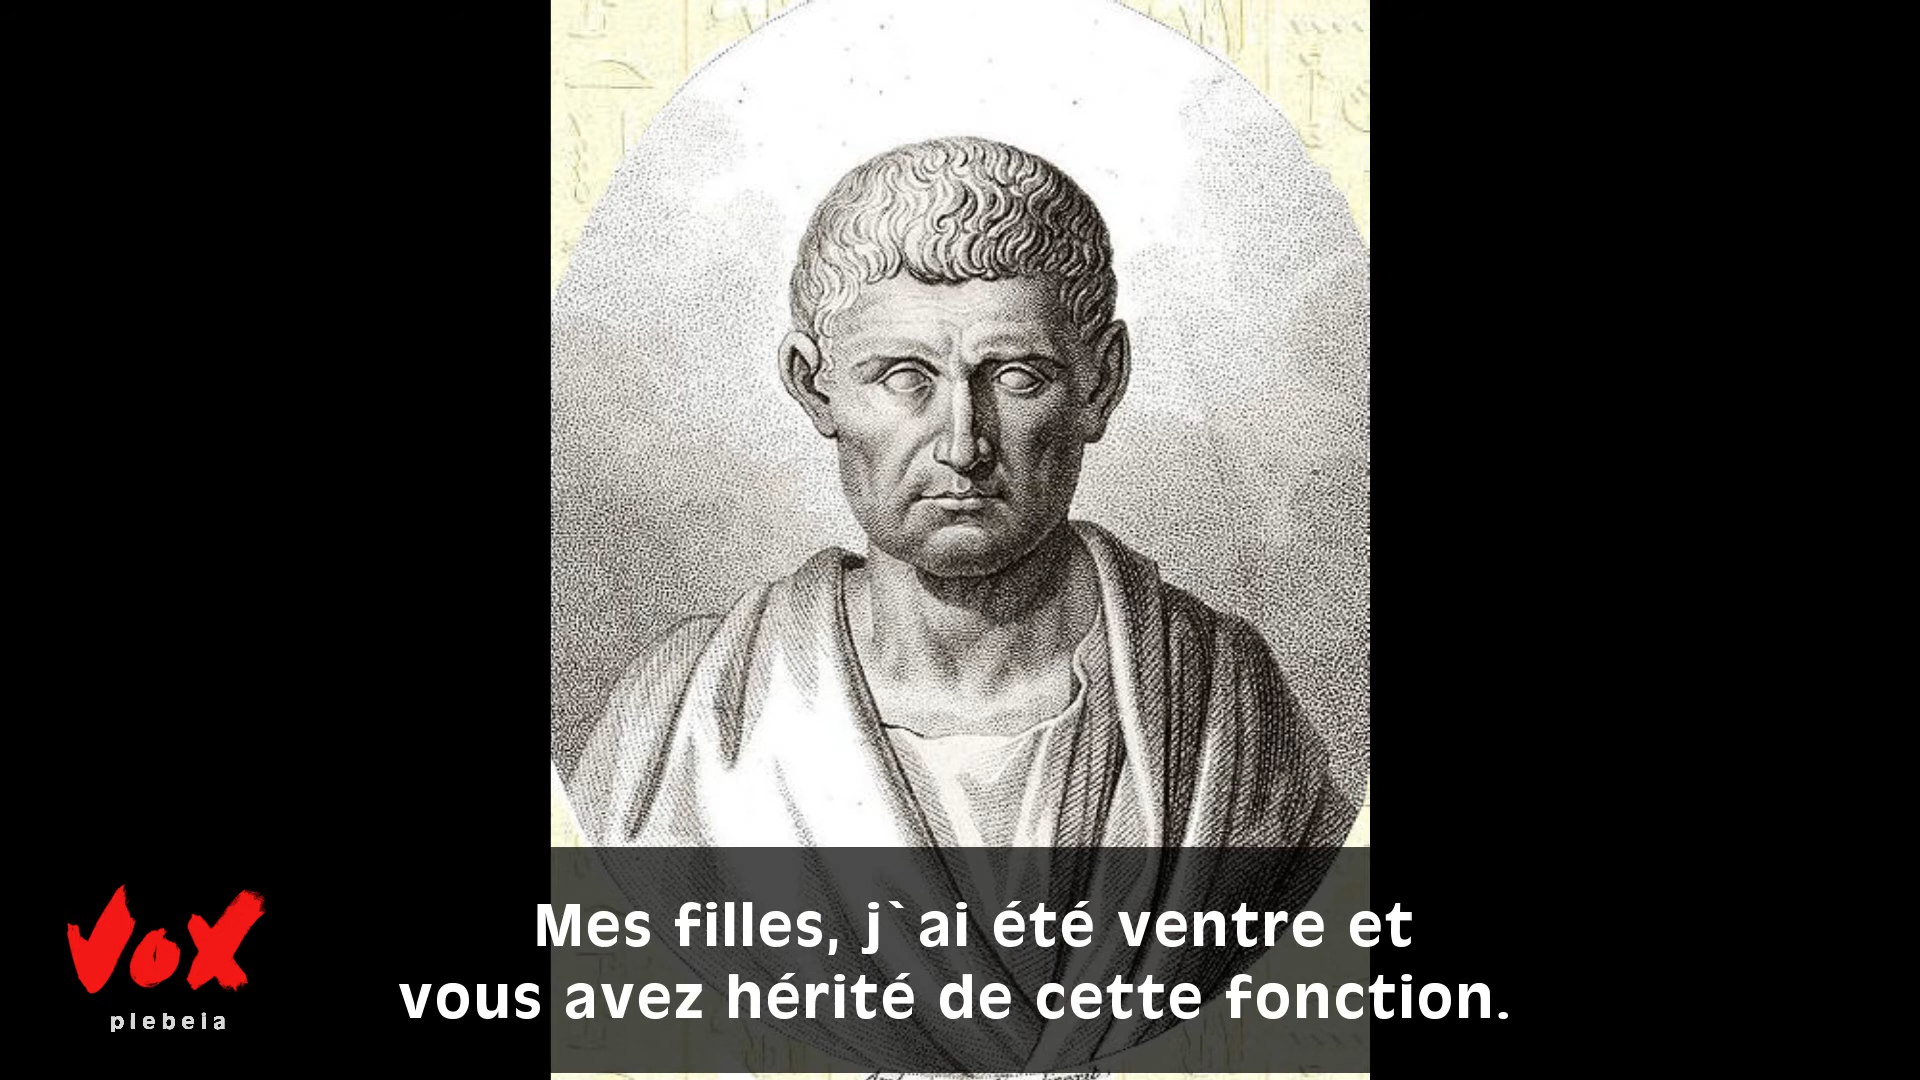 Mes filles, j`ai été ventre et
vous avez hérité de cette fonction.
Vox
plebeia